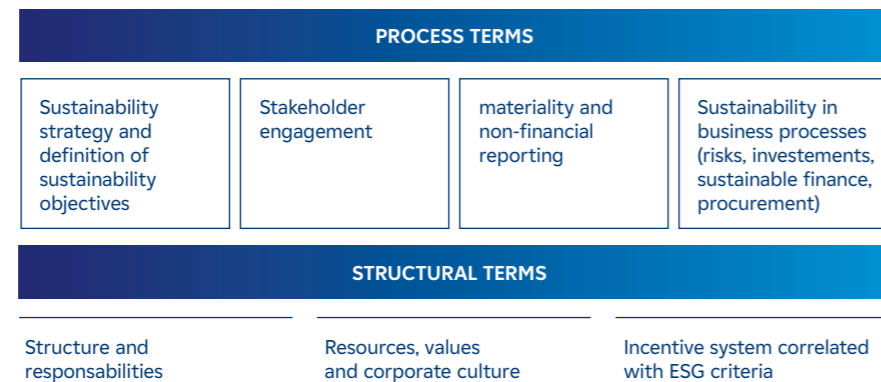 PROCESS TERMS
Sustainability
strategy and
definition of
sustainability
objectives
Stakeholder
engagement
materiality and
non-financial
reporting
Sustainability in
business processes
(risks, investements,
sustainable finance,
procurement)
STRUCTURAL TERMS
Structure and
responsabilities
Resources, values
and corporate culture
Incentive system correlated
with ESG criteria